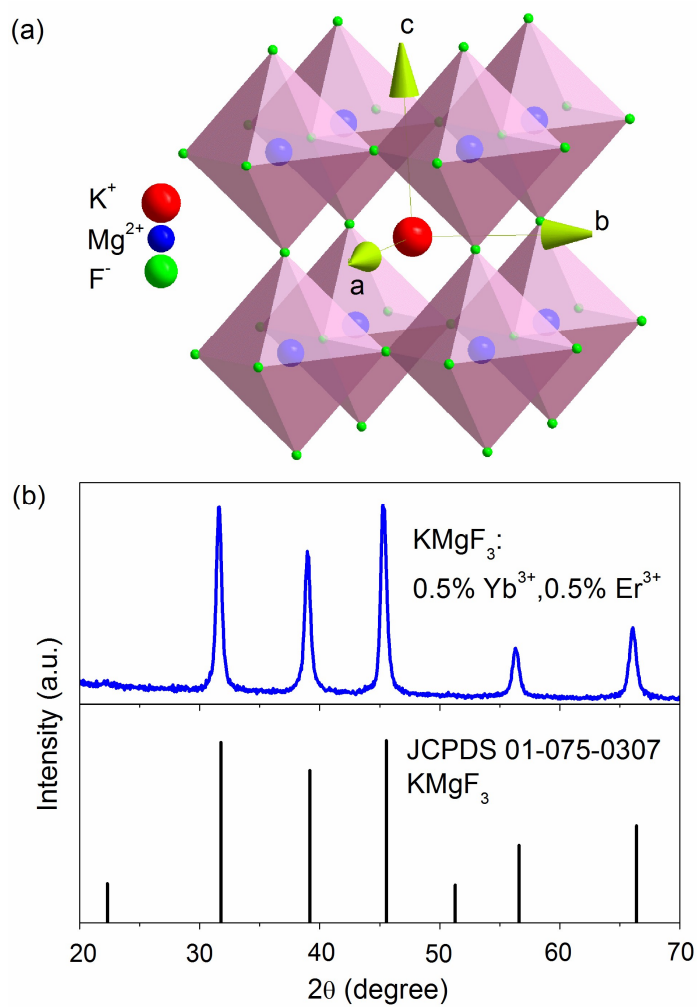 (a)
c
K⁺
Mg²⁺
F⁻
b
a
(b)
KMgF₃:
0.5% Yb³⁺,0.5% Er³⁺
JCPDS 01-075-0307
KMgF₃
Intensity (a.u.)
20 30 40 50 60 70
2θ (degree)